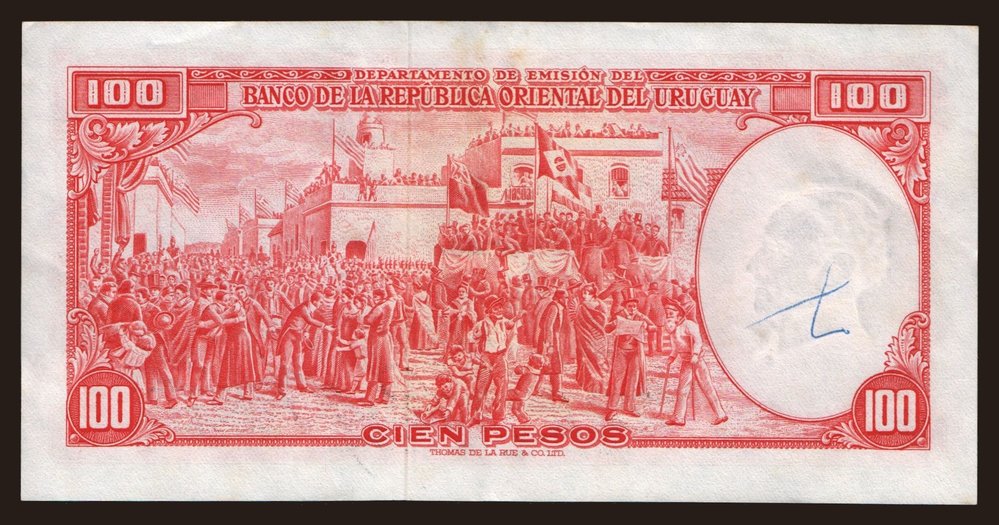 100 DEPARTAMENTO DE EMISIÓN DEL 100
BANCO DE LA REPÚBLICA ORIENTAL DEL URUGUAY
100 CIEN PESOS 100
THOMAS DE LA RUE & CO. LTD.